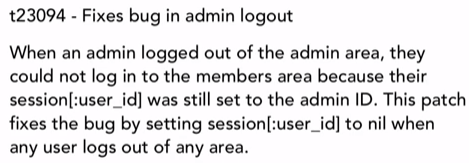 t23094 - Fixes bug in admin logout
When an admin logged out of the admin area, they
could not log in to the members area because their
session[:user_id] was still set to the admin ID. This patch
fixes the bug by setting session[:user_id] to nil when
any user logs out of any area.